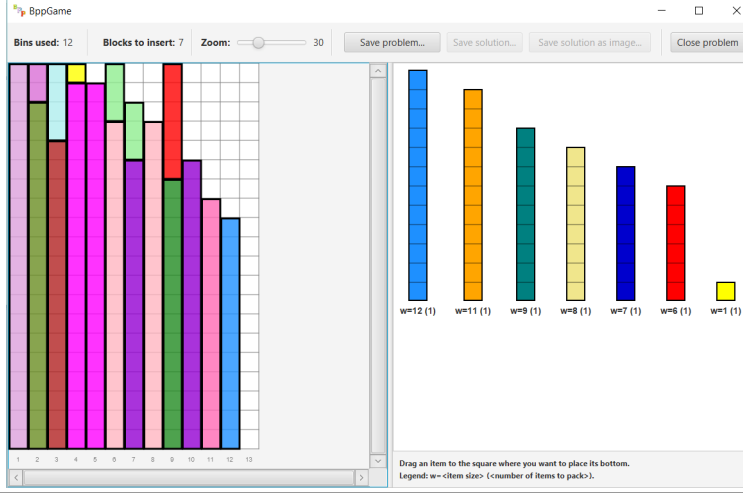 BppGame
Bins used: 12 Blocks to insert: 7 Zoom: 30 Save problem... Save solution... Save solution as image... Close problem
w=12 (1) w=11 (1) w=9 (1) w=8 (1) w=7 (1) w=6 (1) w=1 (1)
1 2 3 4 5 6 7 8 9 10 11 12 13
Drag an item to the square where you want to place its bottom.
Legend: w=<item size> (<number of items to pack>).